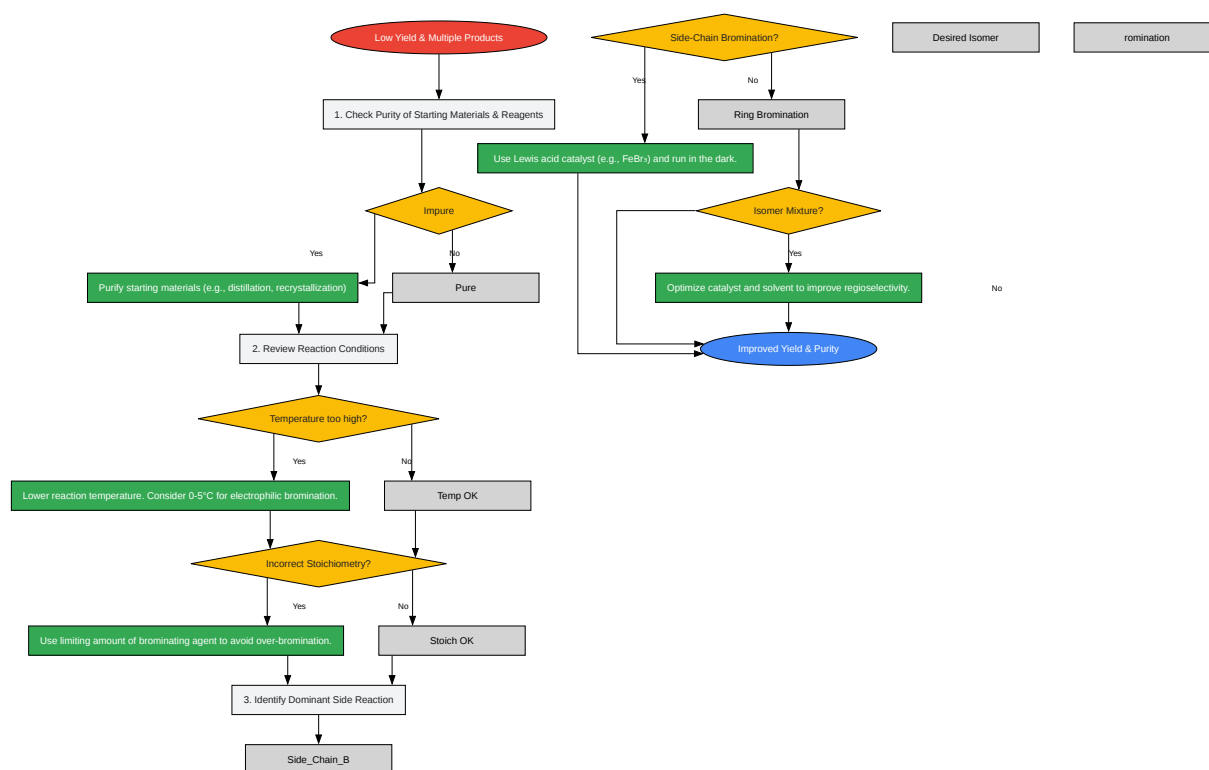 Low Yield & Multiple Products
Side-Chain Bromination?
Desired Isomer
romination
Yes
No
1. Check Purity of Starting Materials & Reagents
Ring Bromination
Use Lewis acid catalyst (e.g., FeBr₃) and run in the dark.
Impure
Isomer Mixture?
Yes
No
Yes
Purify starting materials (e.g., distillation, recrystallization)
Pure
Optimize catalyst and solvent to improve regioselectivity.
No
2. Review Reaction Conditions
Improved Yield & Purity
Temperature too high?
Yes
No
Lower reaction temperature. Consider 0-5°C for electrophilic bromination.
Temp OK
Incorrect Stoichiometry?
Yes
No
Use limiting amount of brominating agent to avoid over-bromination.
Stoich OK
3. Identify Dominant Side Reaction
Side_Chain_B